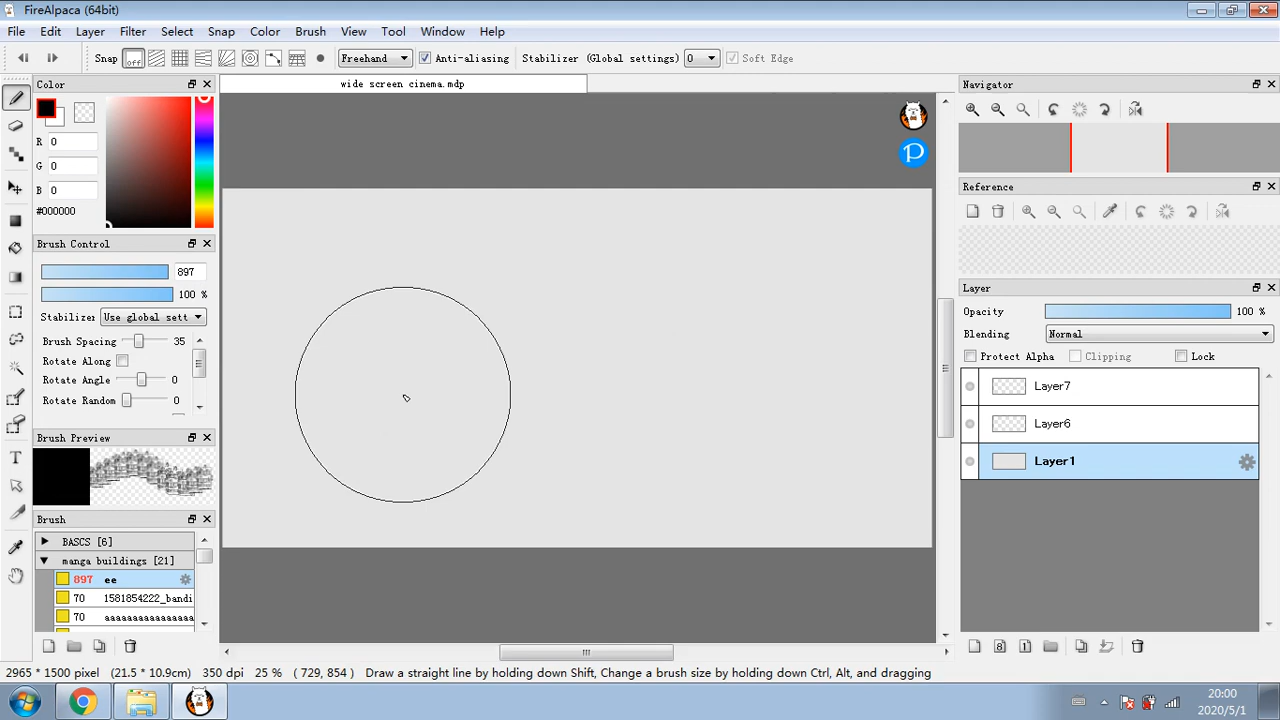 FireAlpaca (64bit)
File Edit Layer Filter Select Snap Color Brush View Tool Window Help
Snap off Freehand Anti-aliasing Stabilizer (Global settings) 0 Soft Edge
Color
wide screen cinema.mdp
Navigator
R 0
G 0
B 0
#000000
Reference
Brush Control
897
100 %
Stabilizer Use global sett
Brush Spacing 35
Rotate Along
Rotate Angle 0
Rotate Random 0
Layer
Opacity 100 %
Blending Normal
Protect Alpha Clipping Lock
Layer7
Layer6
Layer1
Brush Preview
Brush
BASCS [6]
manga buildings [21]
897 ee
70 1581854222_bandi
70 aaaaaaaaaaaaaaaa
2965 * 1500 pixel (21.5 * 10.9cm) 350 dpi 25 % ( 729, 854 ) Draw a straight line by holding down Shift, Change a brush size by holding down Ctrl, Alt, and dragging
20:00
2020/5/1